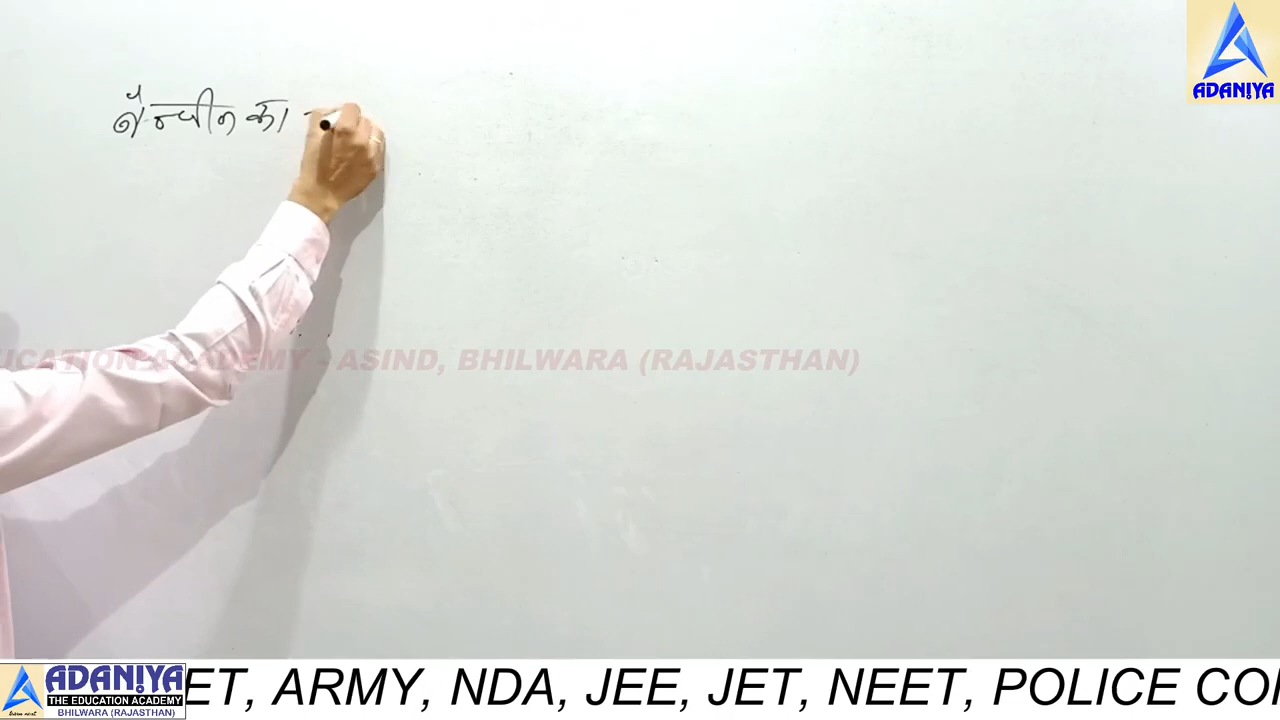 ADANIYA
बेन्जीन का
UCATION ACADEMY - ASIND, BHILWARA (RAJASTHAN)
ADANIYA
THE EDUCATION ACADEMY
BHILWARA (RAJASTHAN)
ET, ARMY, NDA, JEE, JET, NEET, POLICE CO